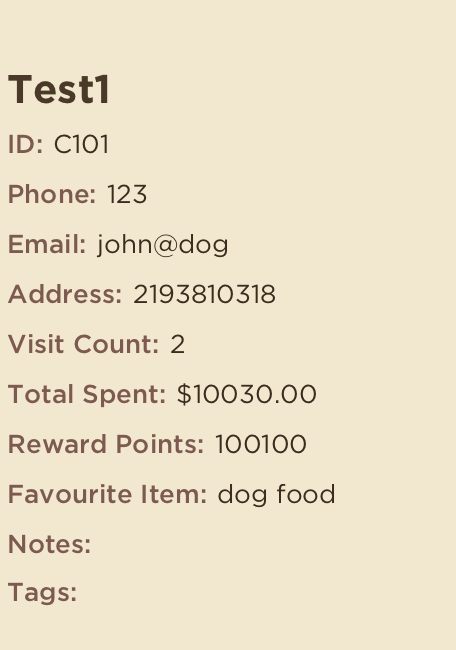 Test1
ID: C101
Phone: 123
Email: john@dog
Address: 2193810318
Visit Count: 2
Total Spent: $10030.00
Reward Points: 100100
Favourite Item: dog food
Notes:
Tags: